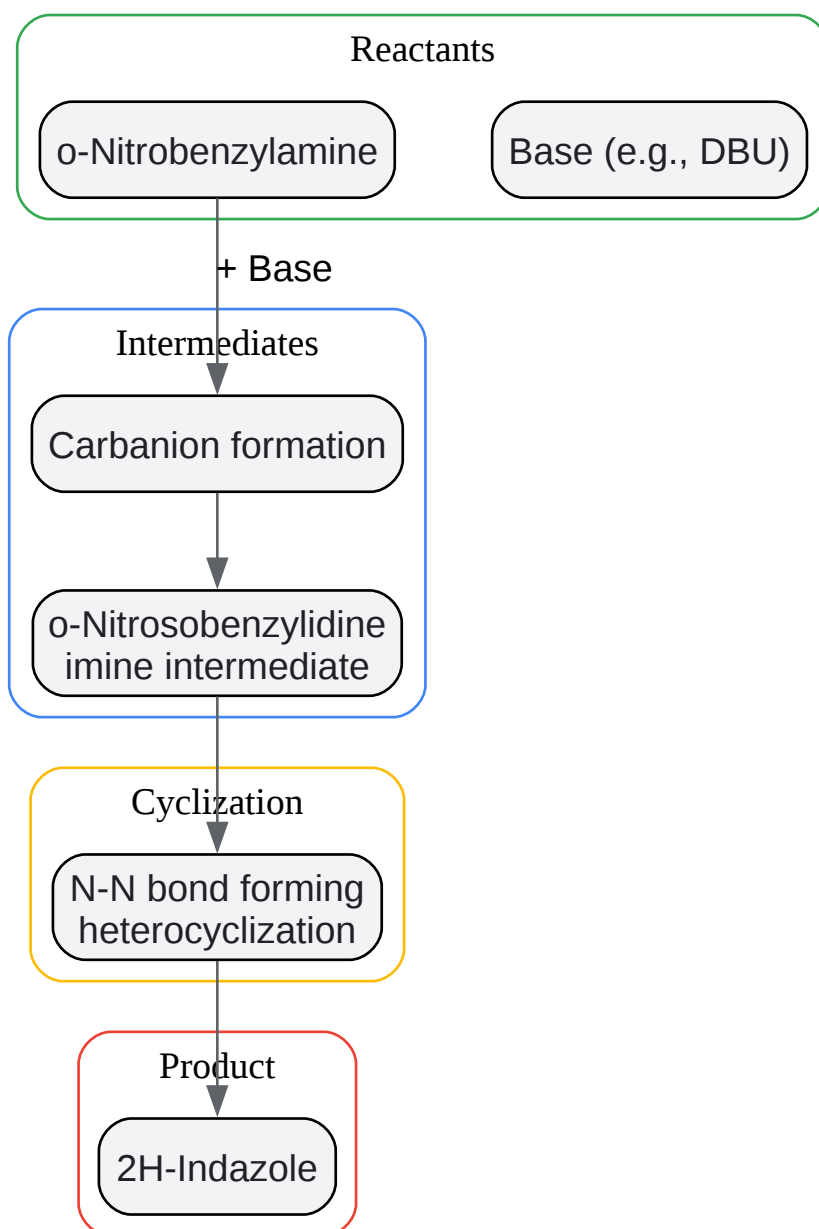 Reactants
o-Nitrobenzylamine
Base (e.g., DBU)
+ Base
Intermediates
Carbanion formation
o-Nitrosobenzylidine
imine intermediate
Cyclization
N-N bond forming
heterocyclization
Product
2H-Indazole